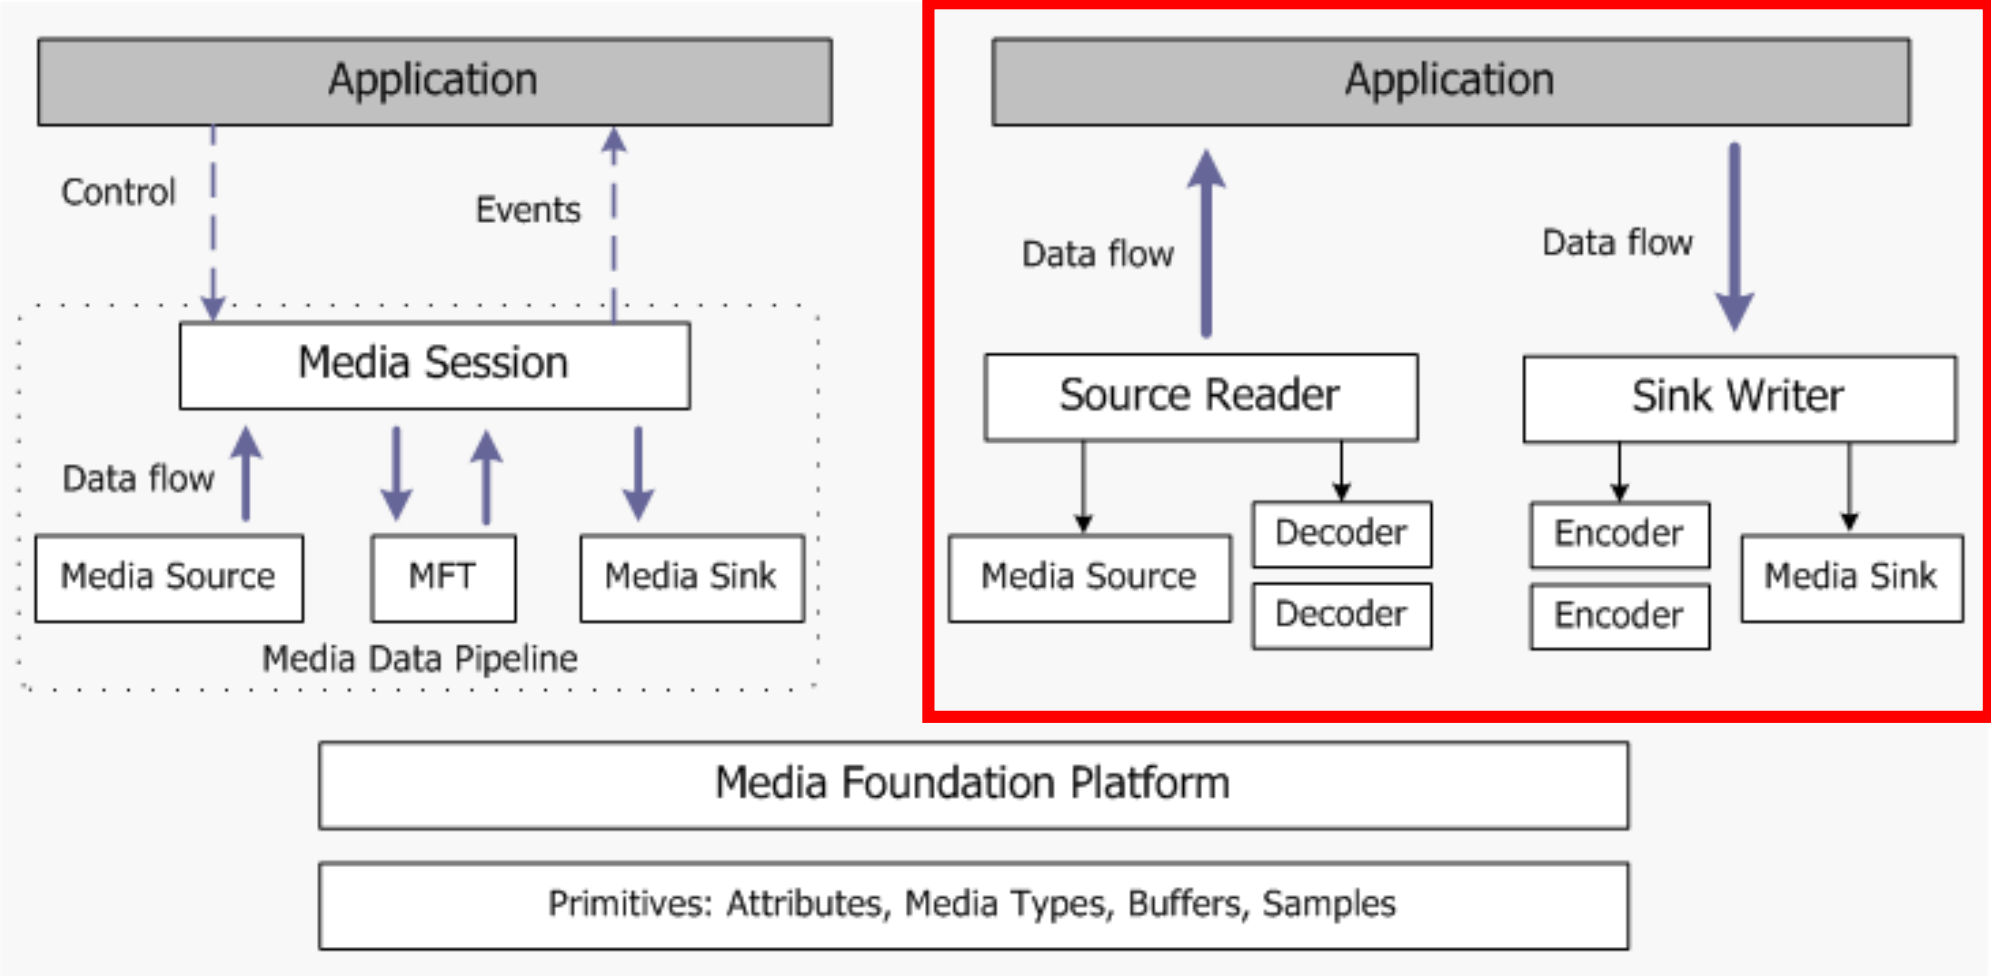 Application
Control
Events
Media Session
Data flow
Media Source
MFT
Media Sink
Media Data Pipeline
Application
Data flow
Data flow
Source Reader
Sink Writer
Media Source
Decoder
Decoder
Encoder
Encoder
Media Sink
Media Foundation Platform
Primitives: Attributes, Media Types, Buffers, Samples